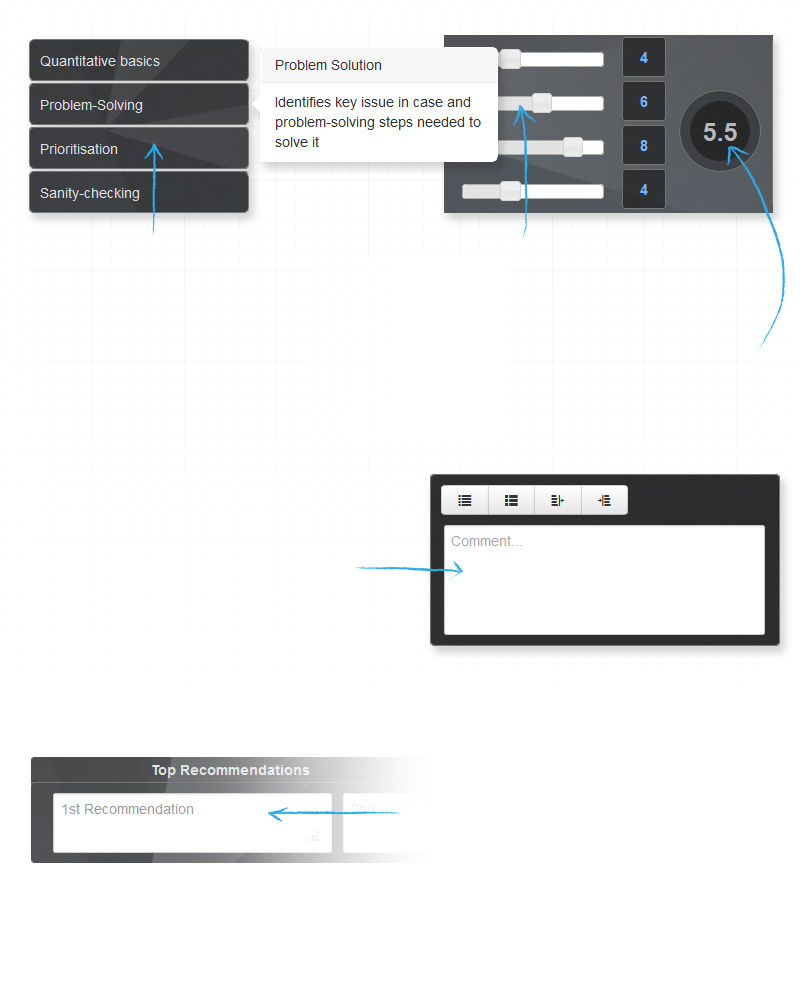 Quantitative basics
Problem-Solving
Prioritisation
Sanity-checking
Problem Solution
Identifies key issue in case and
problem-solving steps needed to
solve it
4
6
8
4
5.5
Comment...
Top Recommendations
1st Recommendation